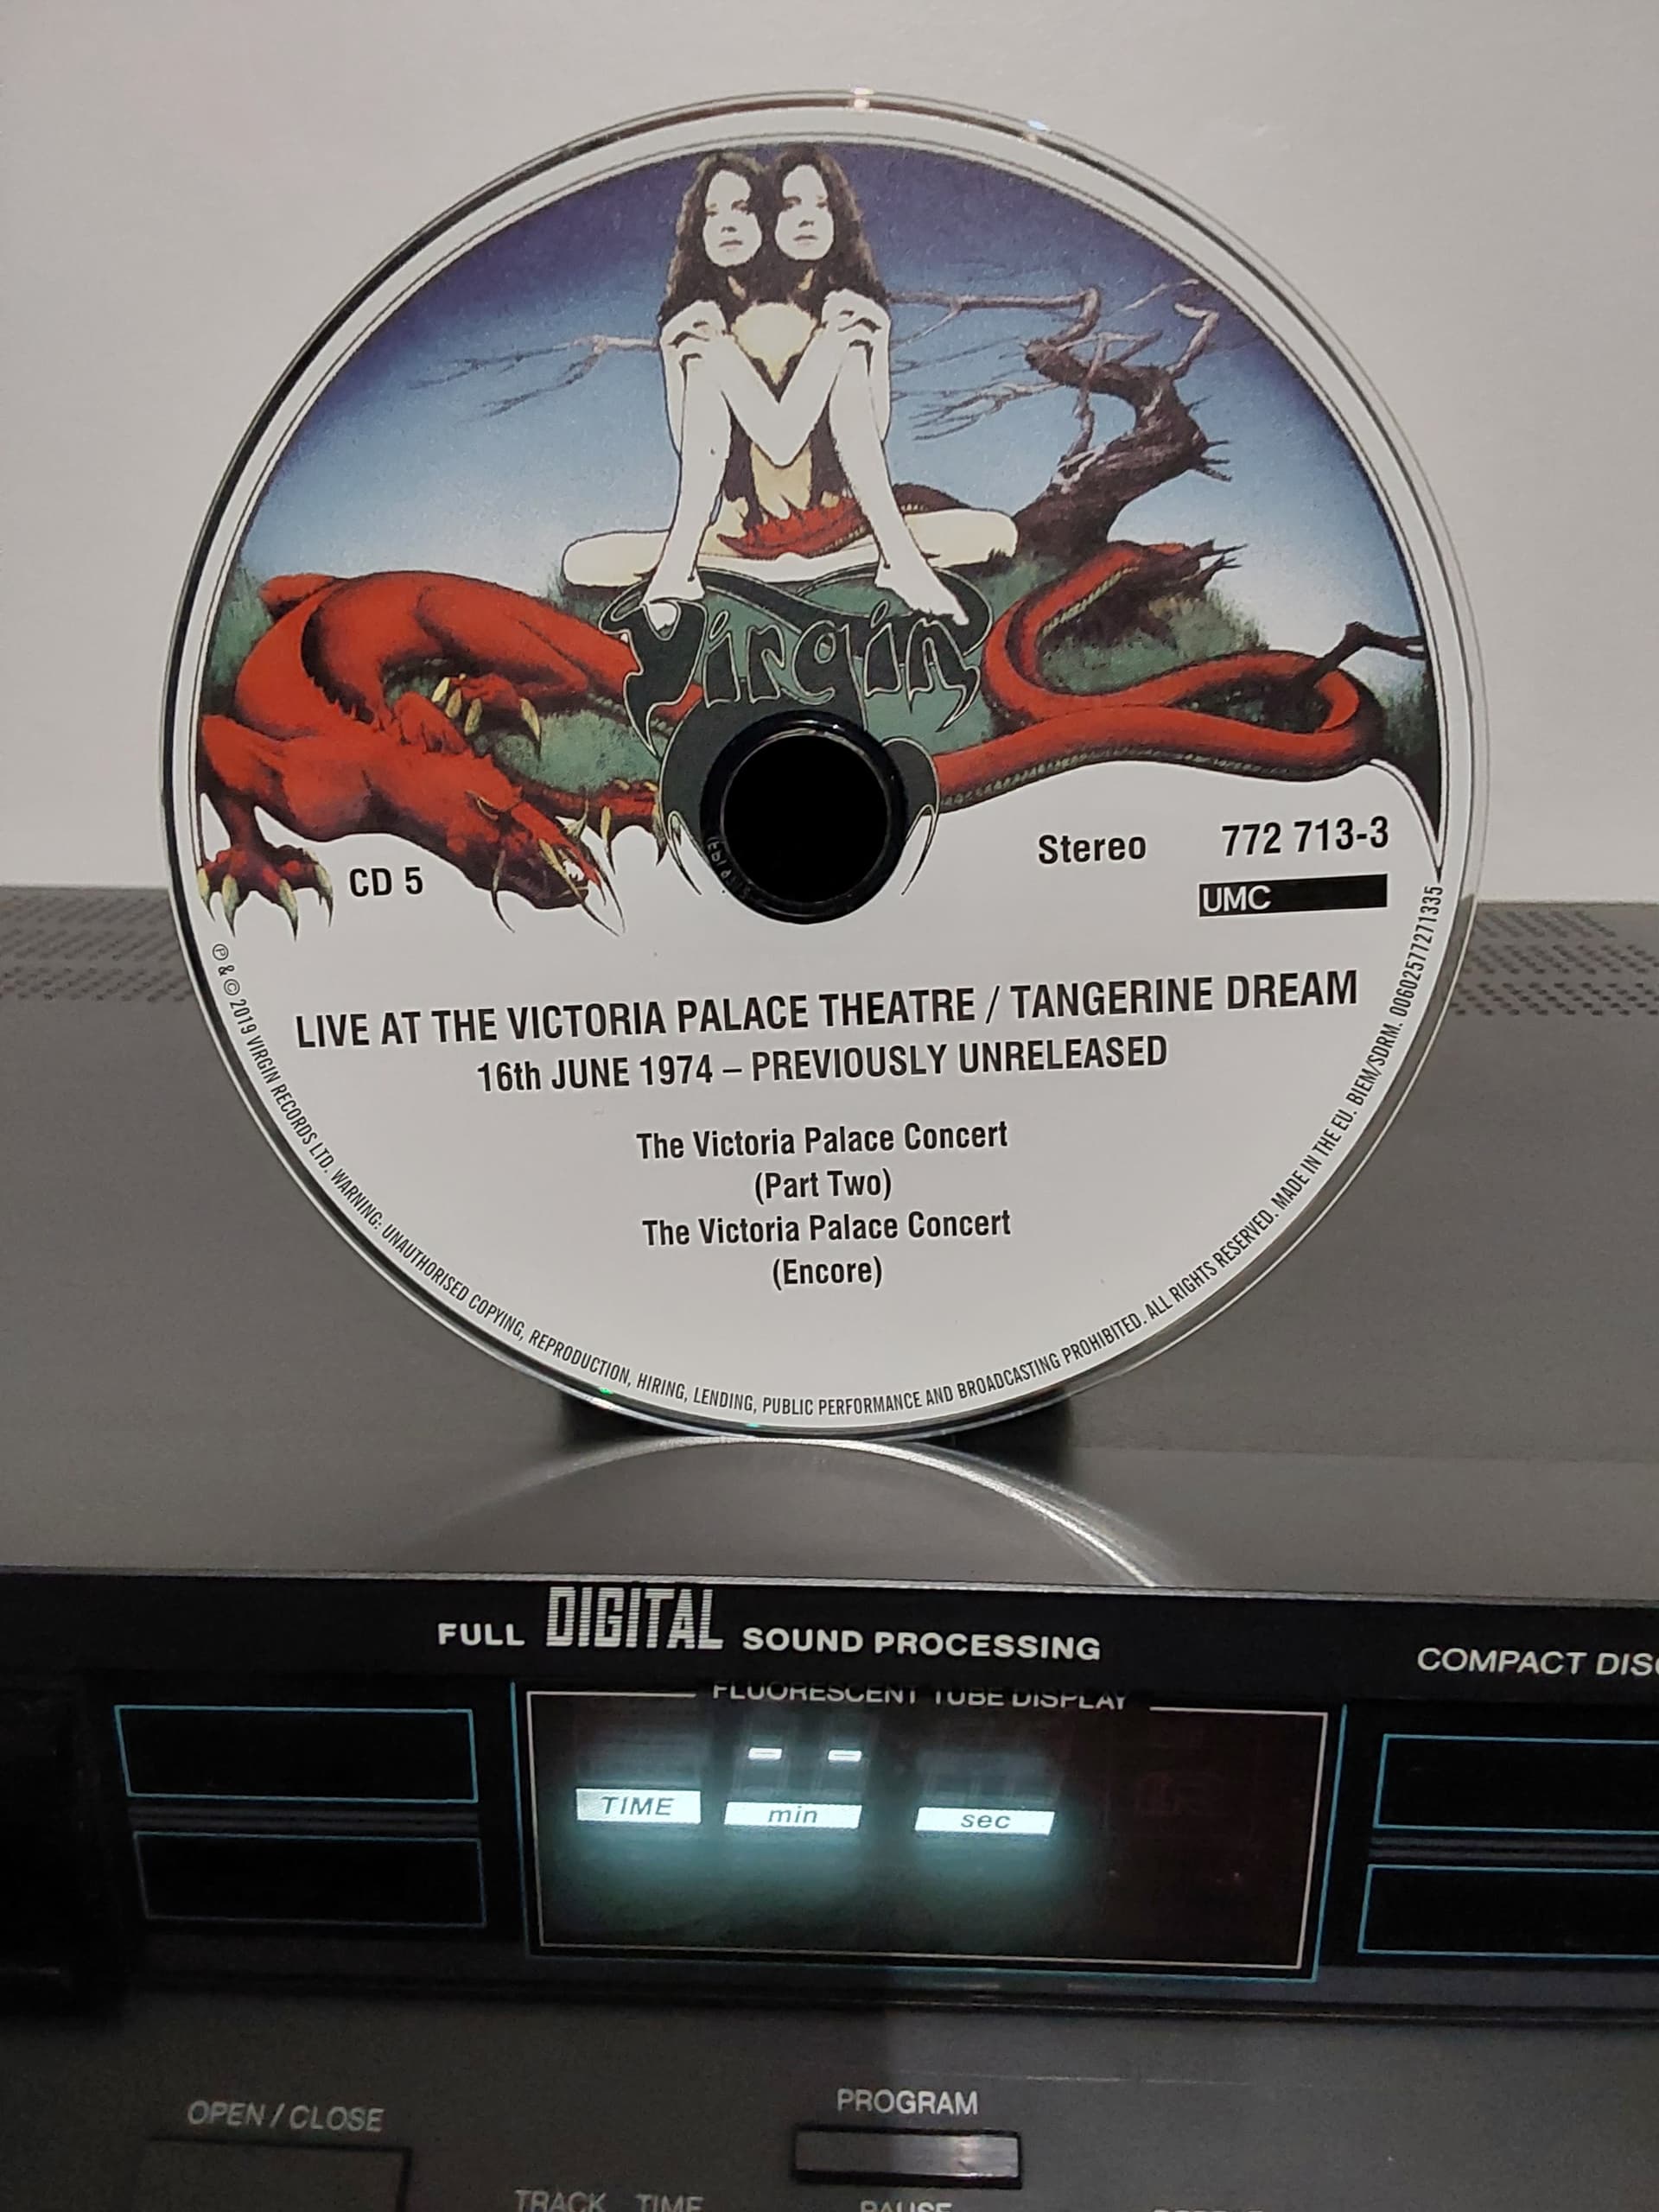 Virgin
Stereo 772 713-3
CD 5
UMC
LIVE AT THE VICTORIA PALACE THEATRE / TANGERINE DREAM
16th JUNE 1974 – PREVIOUSLY UNRELEASED
The Victoria Palace Concert
(Part Two)
The Victoria Palace Concert
(Encore)
℗ & © 2019 VIRGIN RECORDS LTD. WARNING: UNAUTHORISED COPYING, REPRODUCTION, HIRING, LENDING, PUBLIC PERFORMANCE AND BROADCASTING PROHIBITED. ALL RIGHTS RESERVED. MADE IN THE EU. BIEM/SDRM. 00602577271335
FULL DIGITAL SOUND PROCESSING
COMPACT DISC
FLUORESCENT TUBE DISPLAY
TIME min sec
OPEN / CLOSE
PROGRAM
TRACK TIME
PAUSE